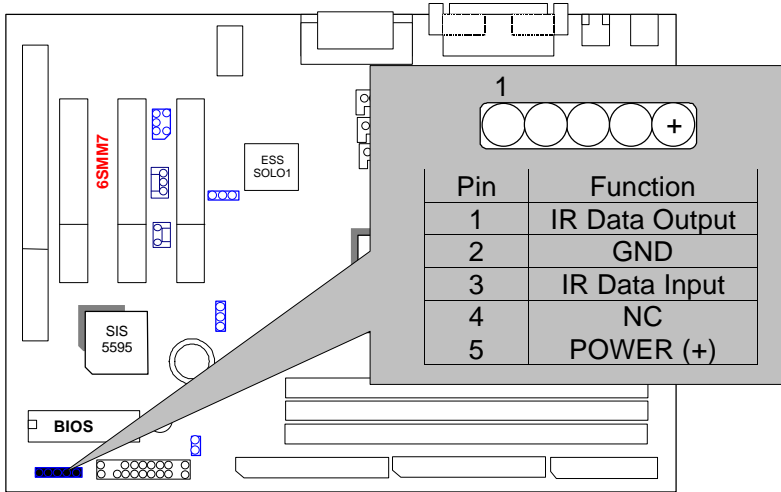 6SMM7
ESS
SOLO1
SIS
5595
BIOS
1
+
Pin Function
1 IR Data Output
2 GND
3 IR Data Input
4 NC
5 POWER (+)